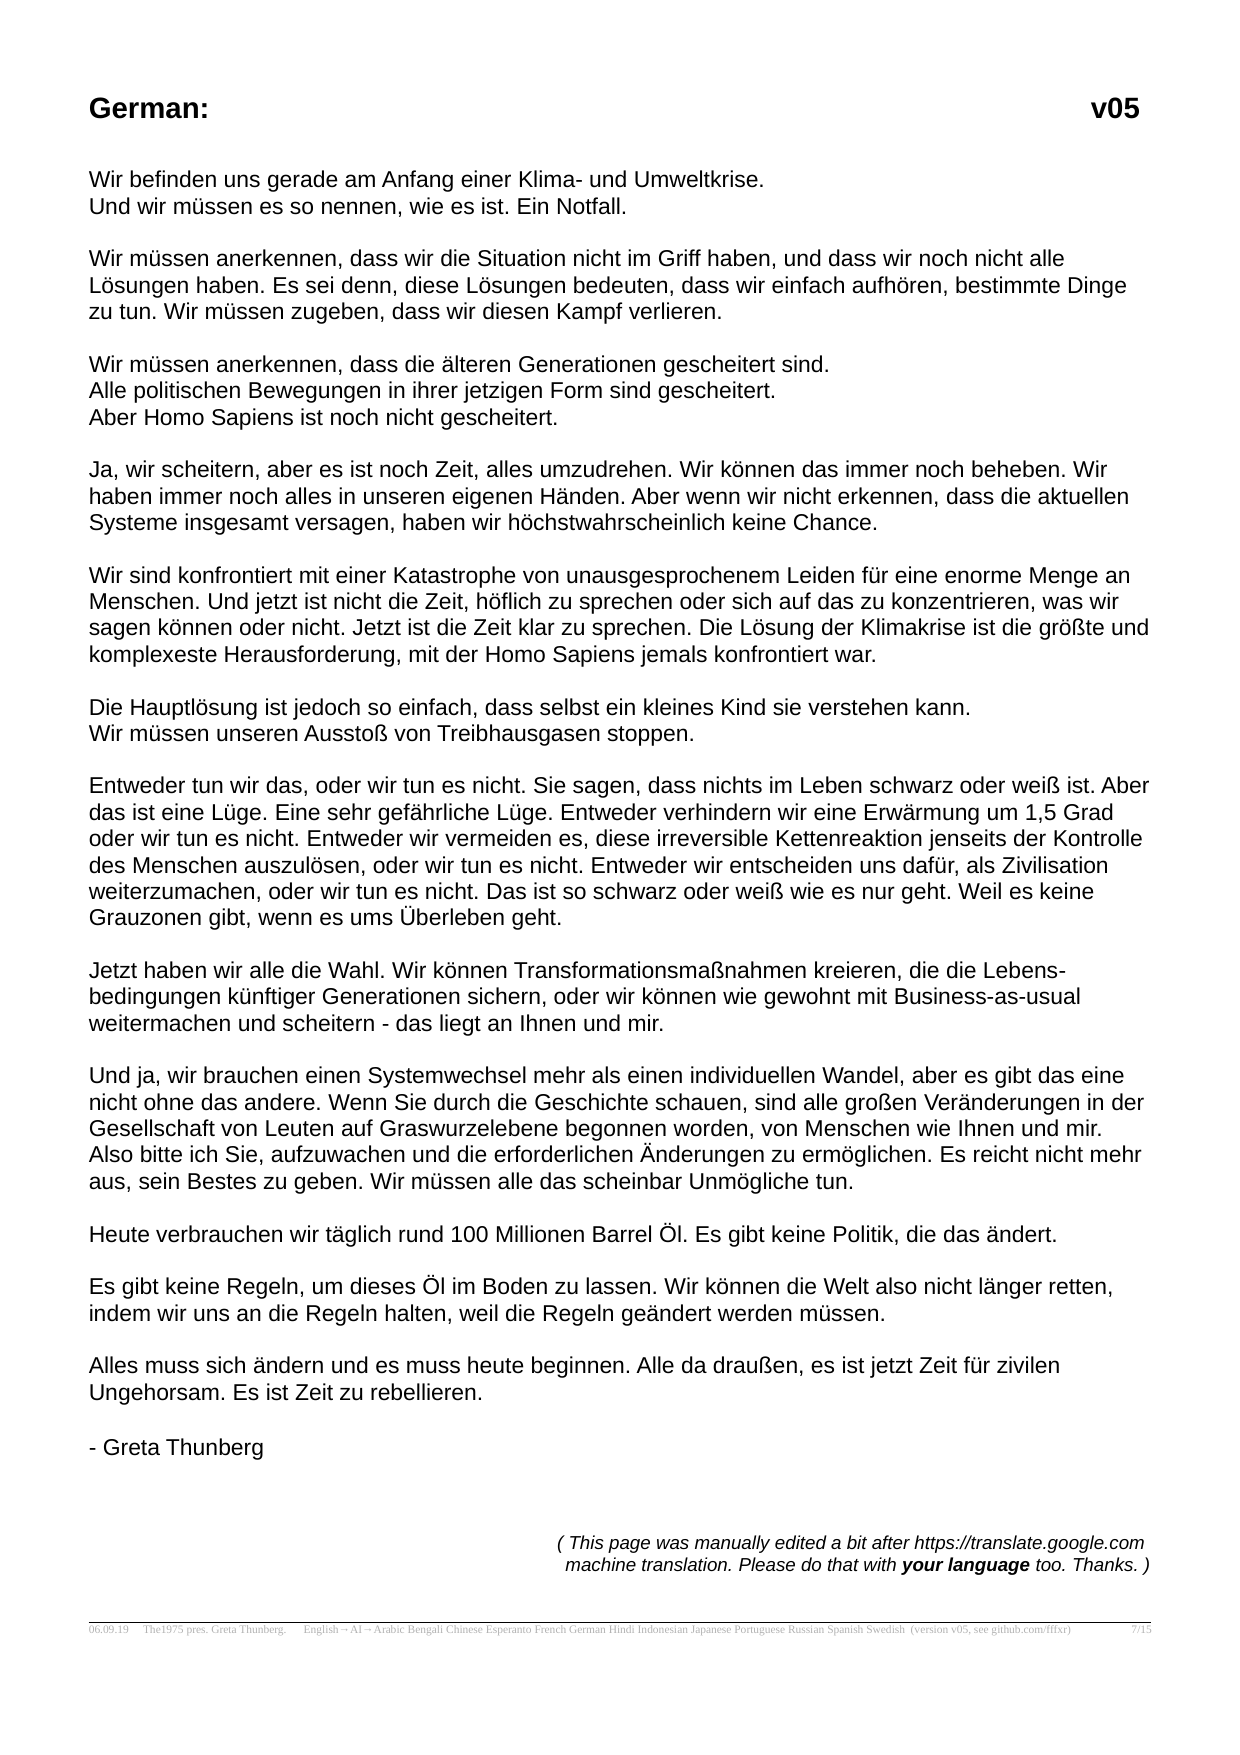 German: v05
Wir befinden uns gerade am Anfang einer Klima- und Umweltkrise.
Und wir müssen es so nennen, wie es ist. Ein Notfall.
Wir müssen anerkennen, dass wir die Situation nicht im Griff haben, und dass wir noch nicht alle
Lösungen haben. Es sei denn, diese Lösungen bedeuten, dass wir einfach aufhören, bestimmte Dinge
zu tun. Wir müssen zugeben, dass wir diesen Kampf verlieren.
Wir müssen anerkennen, dass die älteren Generationen gescheitert sind.
Alle politischen Bewegungen in ihrer jetzigen Form sind gescheitert.
Aber Homo Sapiens ist noch nicht gescheitert.
Ja, wir scheitern, aber es ist noch Zeit, alles umzudrehen. Wir können das immer noch beheben. Wir
haben immer noch alles in unseren eigenen Händen. Aber wenn wir nicht erkennen, dass die aktuellen
Systeme insgesamt versagen, haben wir höchstwahrscheinlich keine Chance.
Wir sind konfrontiert mit einer Katastrophe von unausgesprochenem Leiden für eine enorme Menge an
Menschen. Und jetzt ist nicht die Zeit, höflich zu sprechen oder sich auf das zu konzentrieren, was wir
sagen können oder nicht. Jetzt ist die Zeit klar zu sprechen. Die Lösung der Klimakrise ist die größte und
komplexeste Herausforderung, mit der Homo Sapiens jemals konfrontiert war.
Die Hauptlösung ist jedoch so einfach, dass selbst ein kleines Kind sie verstehen kann.
Wir müssen unseren Ausstoß von Treibhausgasen stoppen.
Entweder tun wir das, oder wir tun es nicht. Sie sagen, dass nichts im Leben schwarz oder weiß ist. Aber
das ist eine Lüge. Eine sehr gefährliche Lüge. Entweder verhindern wir eine Erwärmung um 1,5 Grad
oder wir tun es nicht. Entweder wir vermeiden es, diese irreversible Kettenreaktion jenseits der Kontrolle
des Menschen auszulösen, oder wir tun es nicht. Entweder wir entscheiden uns dafür, als Zivilisation
weiterzumachen, oder wir tun es nicht. Das ist so schwarz oder weiß wie es nur geht. Weil es keine
Grauzonen gibt, wenn es ums Überleben geht.
Jetzt haben wir alle die Wahl. Wir können Transformationsmaßnahmen kreieren, die die Lebens-
bedingungen künftiger Generationen sichern, oder wir können wie gewohnt mit Business-as-usual
weitermachen und scheitern - das liegt an Ihnen und mir.
Und ja, wir brauchen einen Systemwechsel mehr als einen individuellen Wandel, aber es gibt das eine
nicht ohne das andere. Wenn Sie durch die Geschichte schauen, sind alle großen Veränderungen in der
Gesellschaft von Leuten auf Graswurzelebene begonnen worden, von Menschen wie Ihnen und mir.
Also bitte ich Sie, aufzuwachen und die erforderlichen Änderungen zu ermöglichen. Es reicht nicht mehr
aus, sein Bestes zu geben. Wir müssen alle das scheinbar Unmögliche tun.
Heute verbrauchen wir täglich rund 100 Millionen Barrel Öl. Es gibt keine Politik, die das ändert.
Es gibt keine Regeln, um dieses Öl im Boden zu lassen. Wir können die Welt also nicht länger retten,
indem wir uns an die Regeln halten, weil die Regeln geändert werden müssen.
Alles muss sich ändern und es muss heute beginnen. Alle da draußen, es ist jetzt Zeit für zivilen
Ungehorsam. Es ist Zeit zu rebellieren.
- Greta Thunberg
( This page was manually edited a bit after https://translate.google.com
machine translation. Please do that with your language too. Thanks. )
06.09.19 The1975 pres. Greta Thunberg. English→AI→Arabic Bengali Chinese Esperanto French German Hindi Indonesian Japanese Portuguese Russian Spanish Swedish (version v05, see github.com/fffxr) 7/15